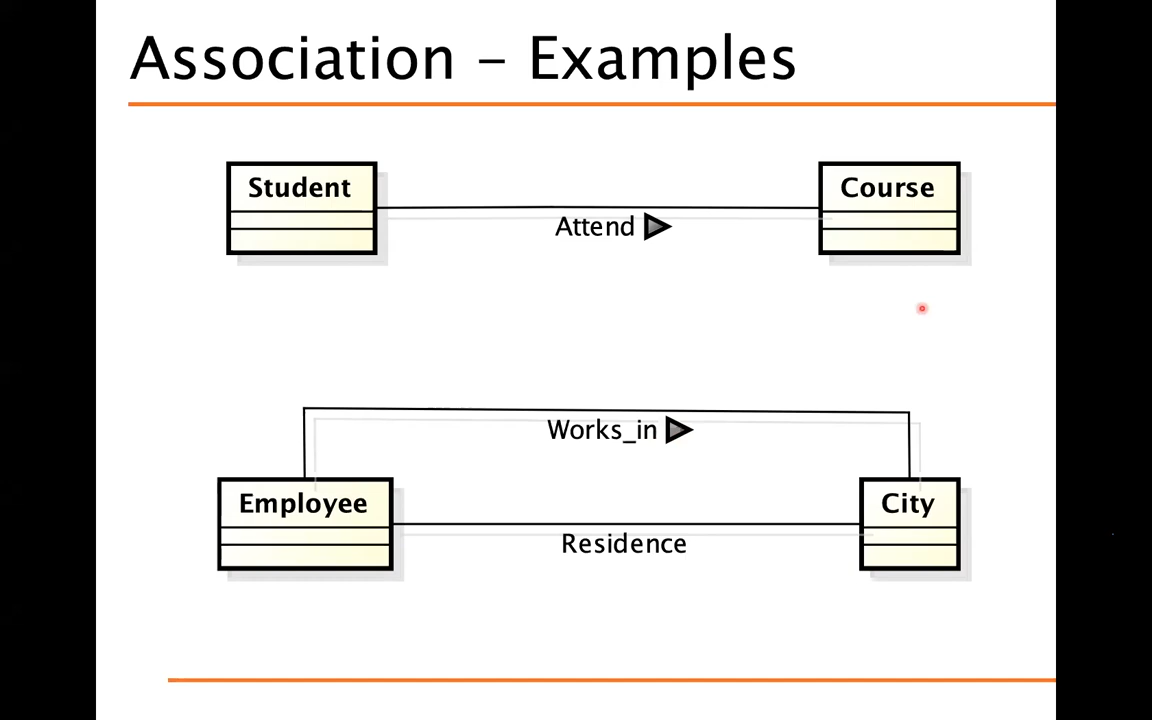 Association – Examples
Student
Course
Attend
Works_in
Employee
City
Residence